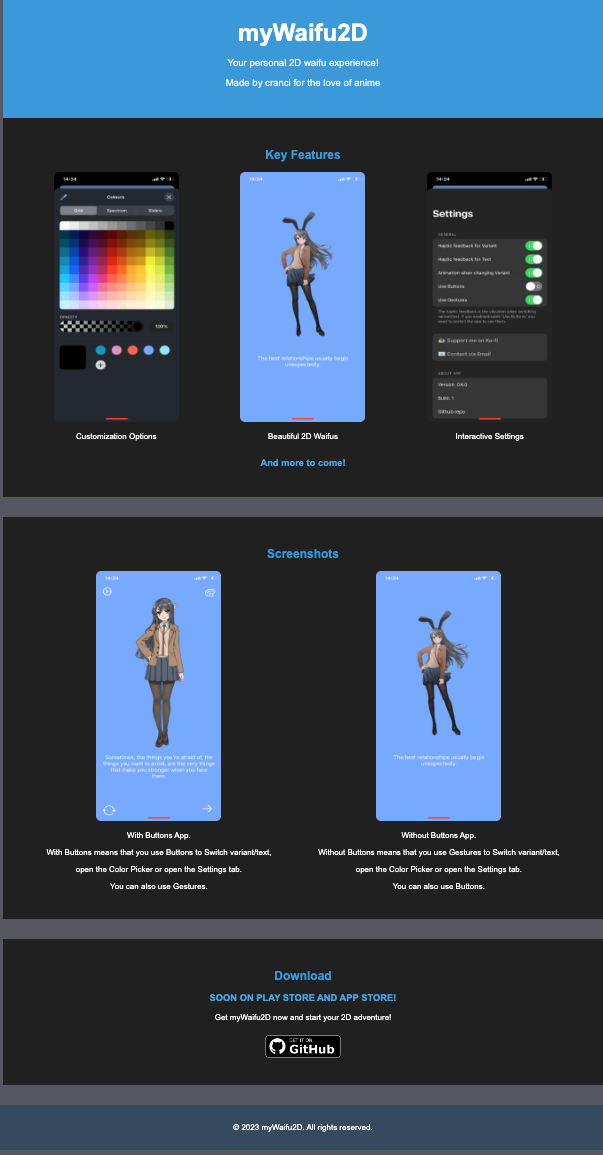 myWaifu2D
Your personal 2D waifu experience!
Made by cranci for the love of anime
Key Features
14:34
Colours
Grid Spectrum Sliders
OPACITY
100%
Customization Options
14:34
The best relationships usually begin
unexpectedly.
Beautiful 2D Waifus
14:34
Settings
GENERAL
Haptic feedback for Variant
Haptic feedback for Text
Animation when changing Variant
Use Buttons
Use Gestures
The Haptic feedback is the vibration when switching
Support me on Ko-fi
Contact via Email
ABOUT APP
Version: 0.6.0
Build: 1
Github repo
Interactive Settings
And more to come!
Screenshots
14:34
Sometimes, the things you're afraid of, the
things you want to avoid, are the very things
that make you stronger when you face
them.
With Buttons App.
With Buttons means that you use Buttons to Switch variant/text,
open the Color Picker or open the Settings tab.
You can also use Gestures.
14:34
The best relationships usually begin
unexpectedly.
Without Buttons App.
Without Buttons means that you use Gestures to Switch variant/text,
open the Color Picker or open the Settings tab.
You can also use Buttons.
Download
SOON ON PLAY STORE AND APP STORE!
Get myWaifu2D now and start your 2D adventure!
GET IT ON
GitHub
© 2023 myWaifu2D. All rights reserved.